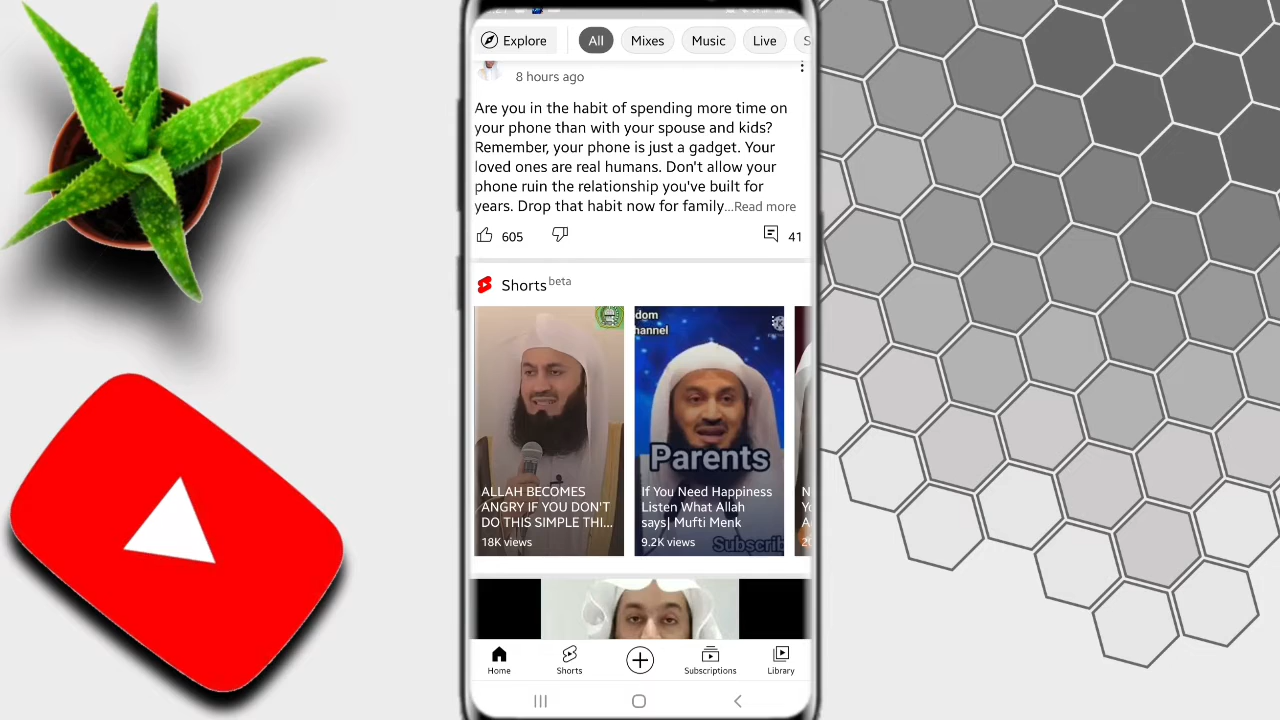 Explore All Mixes Music Live
8 hours ago
Are you in the habit of spending more time on
your phone than with your spouse and kids?
Remember, your phone is just a gadget. Your
loved ones are real humans. Don't allow your
phone ruin the relationship you've built for
years. Drop that habit now for family...Read more
605 41
Shorts beta
ALLAH BECOMES
ANGRY IF YOU DON'T
DO THIS SIMPLE THI...
18K views
dom
hannel
Parents
If You Need Happiness
Listen What Allah
says| Mufti Menk
9.2K views
Subscrib
Home Shorts Subscriptions Library